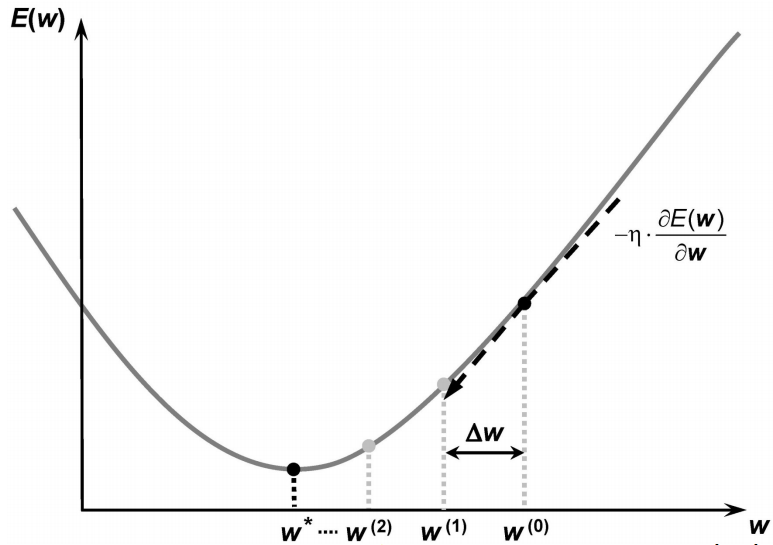 E(w)
−η · ∂E(w)/∂w
Δw
w* ···· w(2) w(1) w(0)
w